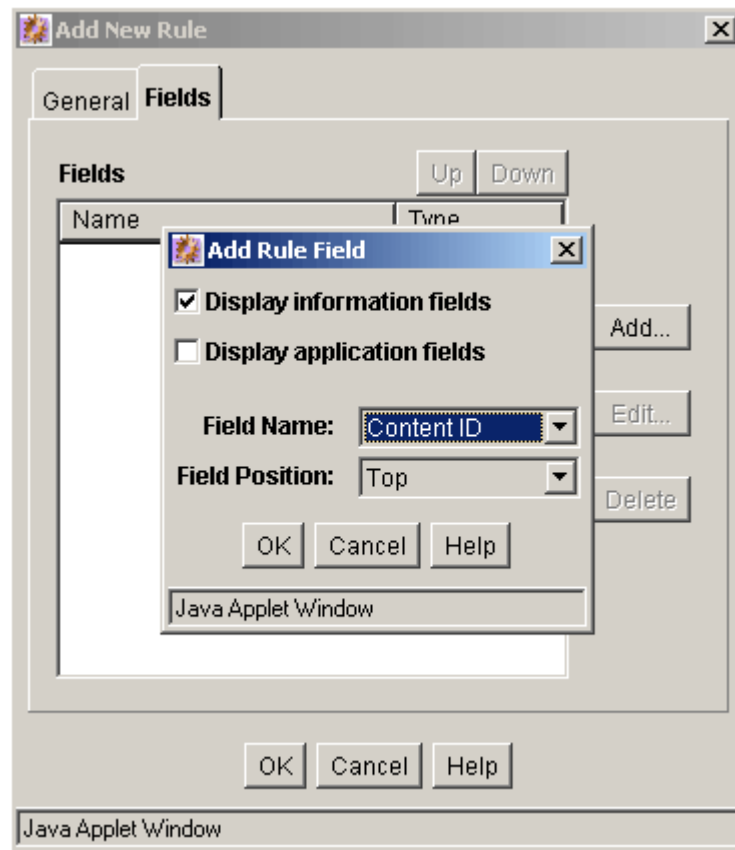 Add New Rule
General Fields
Fields Up Down
Name Type
Add Rule Field
Display information fields
Add...
Display application fields
Field Name: Content ID Edit...
Field Position: Top
Delete
OK Cancel Help
Java Applet Window
OK Cancel Help
Java Applet Window